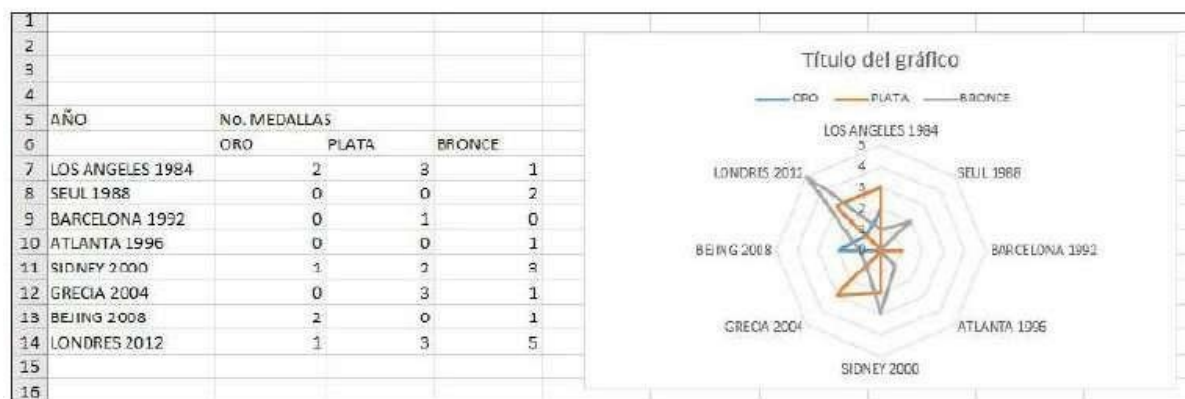 1
2
3
4
5 AÑO No. MEDALLAS
6 ORO PLATA BRONCE
7 LOS ANGELES 1984 2 3 1
8 SEUL 1988 0 0 2
9 BARCELONA 1992 0 1 0
10 ATLANTA 1996 0 0 1
11 SIDNEY 2000 1 2 3
12 GRECIA 2004 0 3 1
13 BEJING 2008 2 0 1
14 LONDRES 2012 1 3 5
15
16
Título del gráfico
ORO PLATA BRONCE
LOS ANGELES 1984
5
4
3
2
1
0
SEUL 1988
BARCELONA 1992
ATLANTA 1996
SIDNEY 2000
GRECIA 2004
BEJING 2008
LONDRES 2012